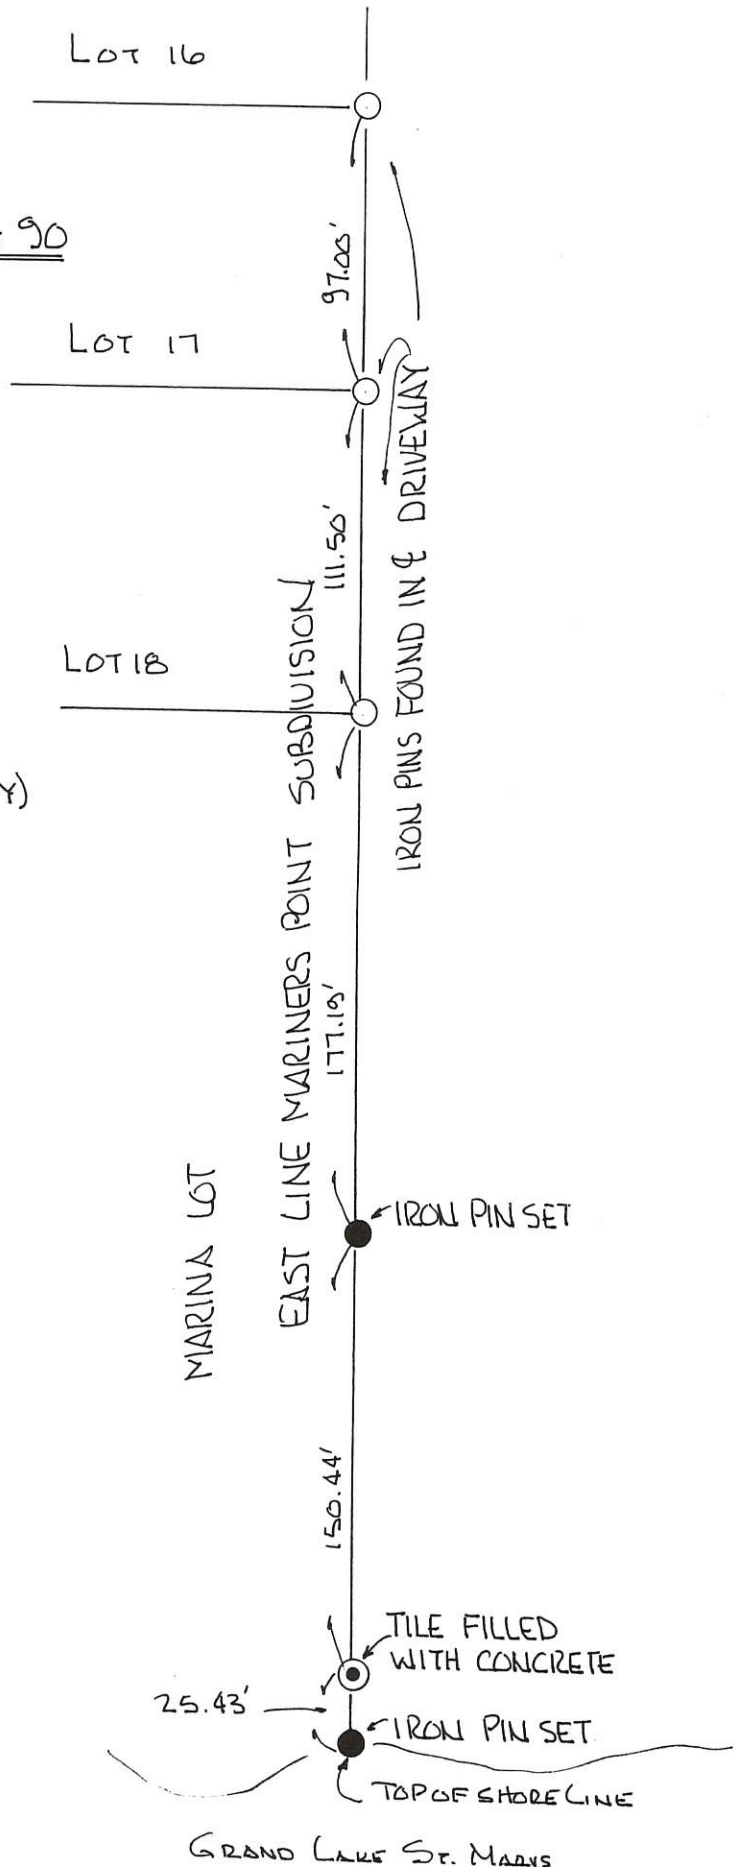 LOT 16
90
97.00'
LOT 17
111.50'
IRON PINS FOUND IN ℄ DRIVEWAY
LOT 18
EAST LINE MARINERS POINT SUBDIVISION
177.19'
MARINA LOT
IRON PIN SET
150.44'
TILE FILLED
WITH CONCRETE
25.43'
IRON PIN SET
TOP OF SHORE LINE
GRAND LAKE ST. MARYS